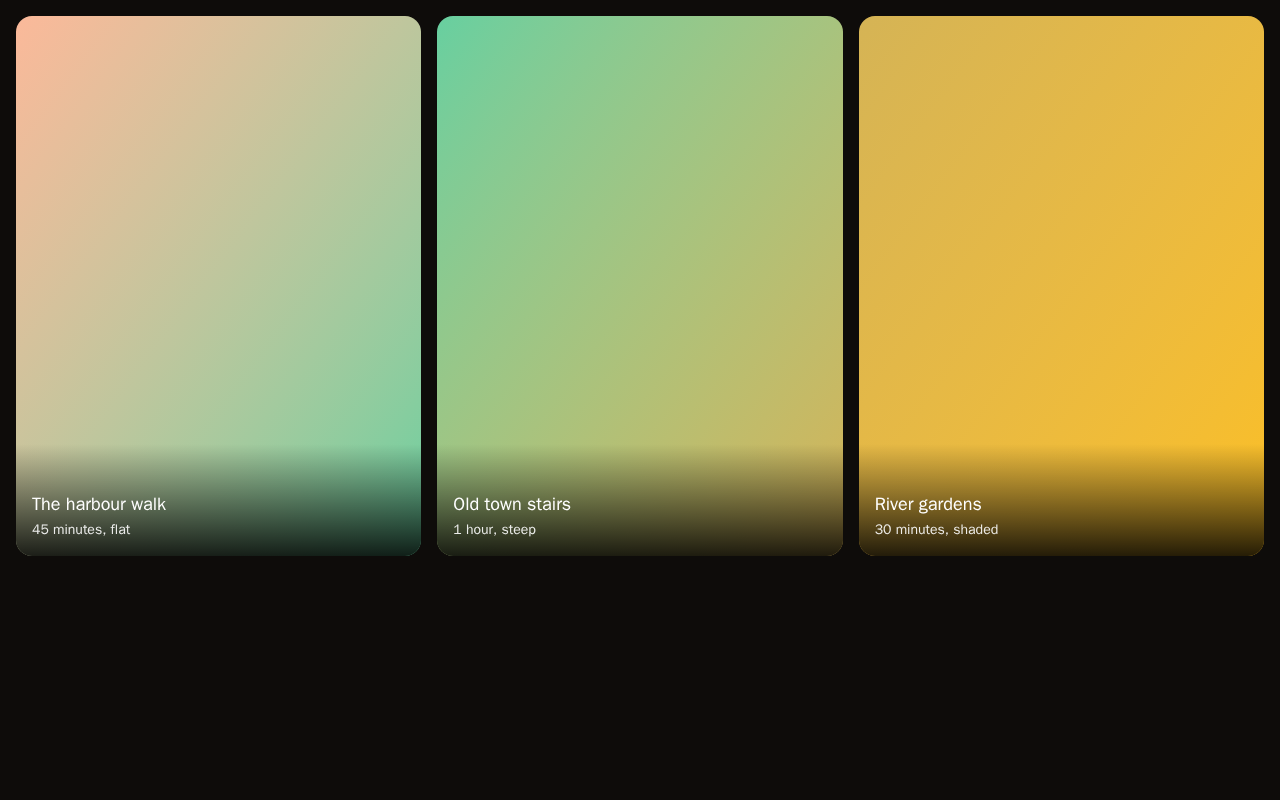 The harbour walk
45 minutes, flat
Old town stairs
1 hour, steep
River gardens
30 minutes, shaded